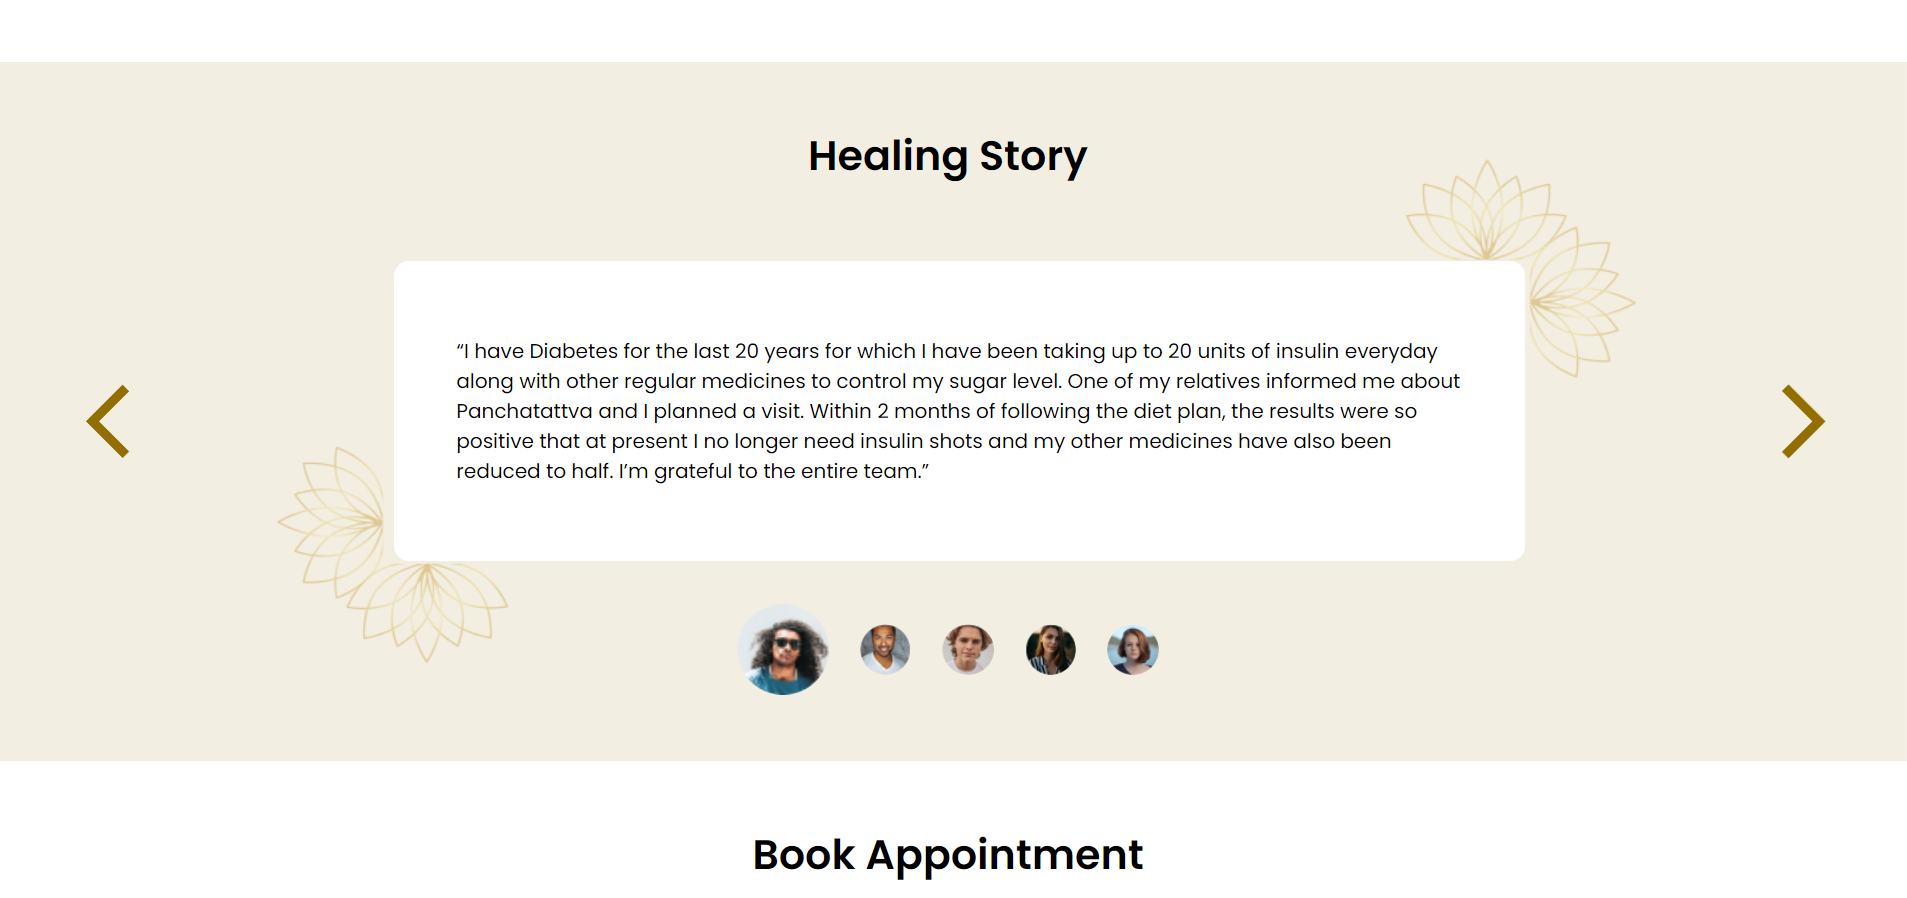 Healing Story
“I have Diabetes for the last 20 years for which I have been taking up to 20 units of insulin everyday
along with other regular medicines to control my sugar level. One of my relatives informed me about
Panchatattva and I planned a visit. Within 2 months of following the diet plan, the results were so
positive that at present I no longer need insulin shots and my other medicines have also been
reduced to half. I’m grateful to the entire team.”
Book Appointment